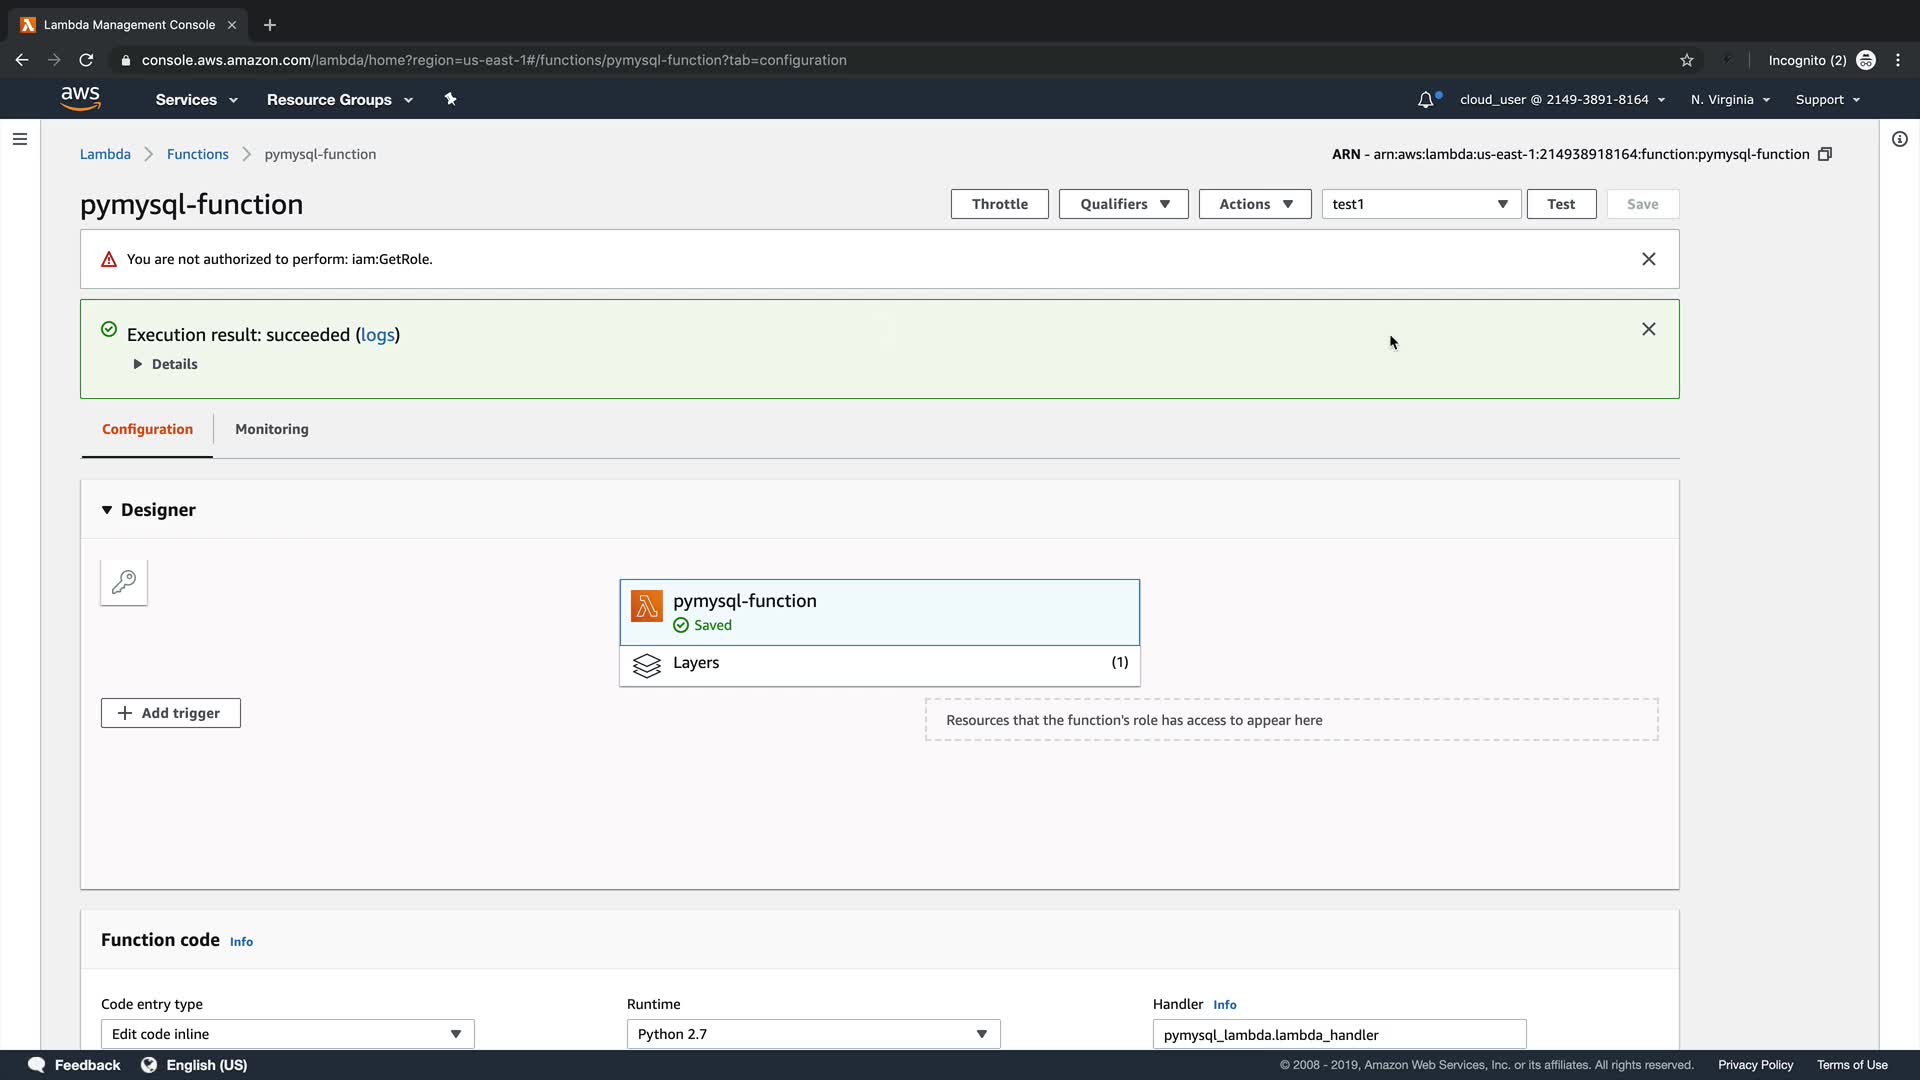 Lambda Management Console
console.aws.amazon.com/lambda/home?region=us-east-1#/functions/pymysql-function?tab=configuration
Incognito (2)
aws
Services
Resource Groups
cloud_user @ 2149-3891-8164
N. Virginia
Support
Lambda
Functions
pymysql-function
ARN - arn:aws:lambda:us-east-1:214938918164:function:pymysql-function
pymysql-function
Throttle
Qualifiers
Actions
test1
Test
Save
You are not authorized to perform: iam:GetRole.
Execution result: succeeded (logs)
Details
Configuration
Monitoring
Designer
pymysql-function
Saved
Layers
(1)
Add trigger
Resources that the function's role has access to appear here
Function code Info
Code entry type
Runtime
Handler Info
Edit code inline
Python 2.7
pymysql_lambda.lambda_handler
Feedback
English (US)
© 2008 - 2019, Amazon Web Services, Inc. or its affiliates. All rights reserved.
Privacy Policy
Terms of Use